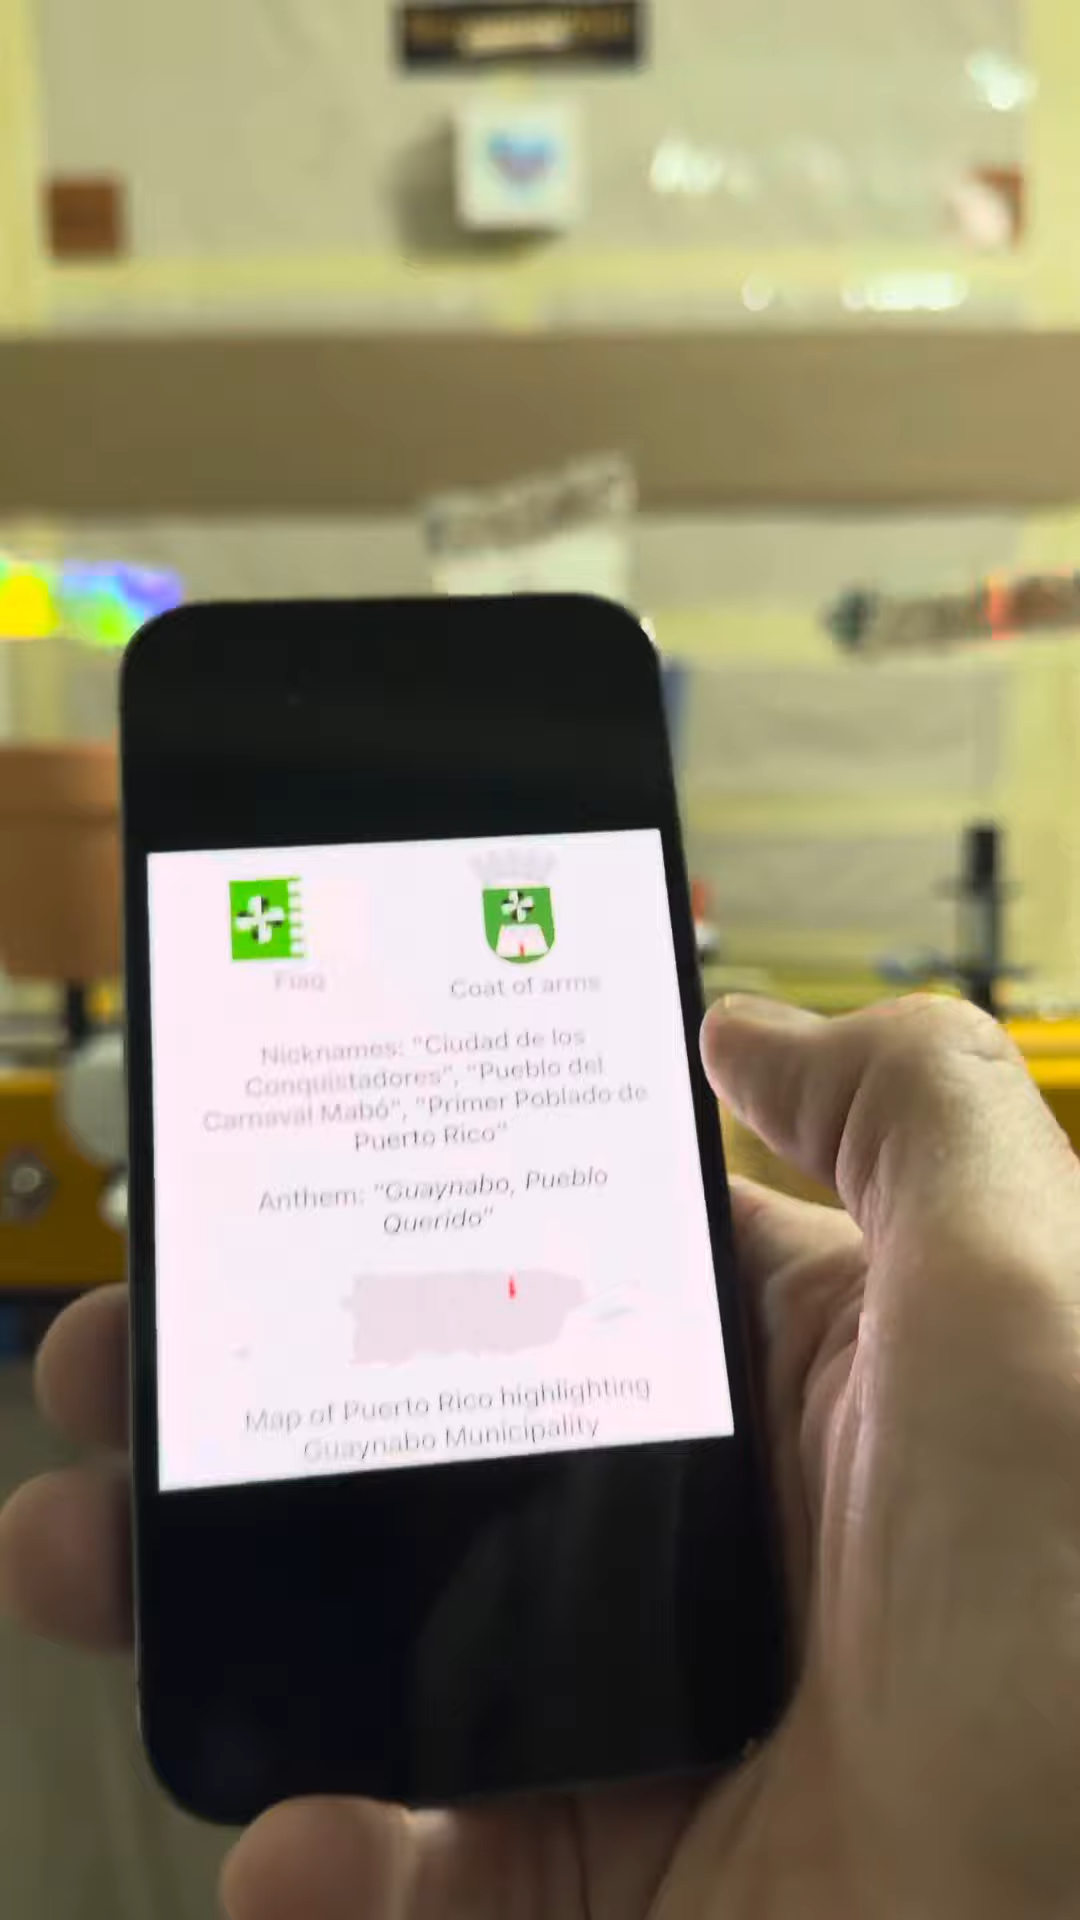 Flag
Coat of arms
Nicknames: "Ciudad de los
Conquistadores", "Pueblo del
Carnaval Mabó", "Primer Poblado de
Puerto Rico"
Anthem: "Guaynabo, Pueblo
Querido"
Map of Puerto Rico highlighting
Guaynabo Municipality